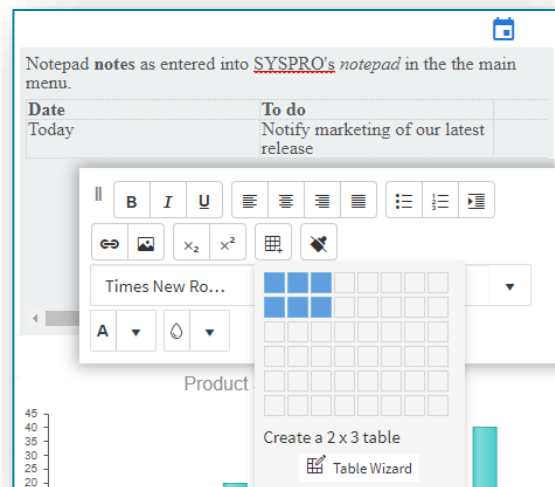 Notepad notes as entered into SYSPRO's notepad in the the main
menu.
Date To do
Today Notify marketing of our latest
release
B I U
x₂ x²
Times New Ro...
A
Product
Create a 2 x 3 table
Table Wizard
45
40
35
30
25
20